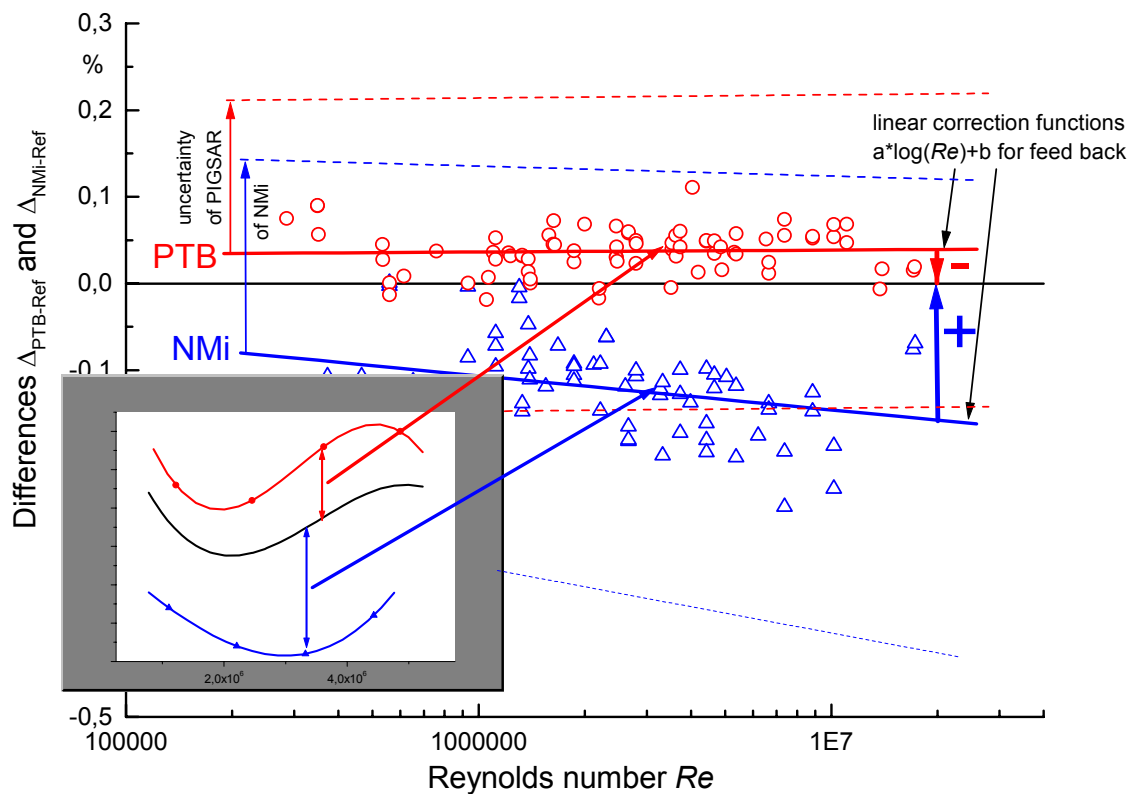 0,3
%
0,2
0,1
0.0
-0.1
-0,5
Differences ΔPTB-Ref and ΔNMi-Ref
uncertainty
of PIGSAR
of NMi
linear correction functions
a*log(Re)+b for feed back
PTB
NMi
-
+
2,0x10⁶
4,0x10⁶
100000
1000000
1E7
Reynolds number Re